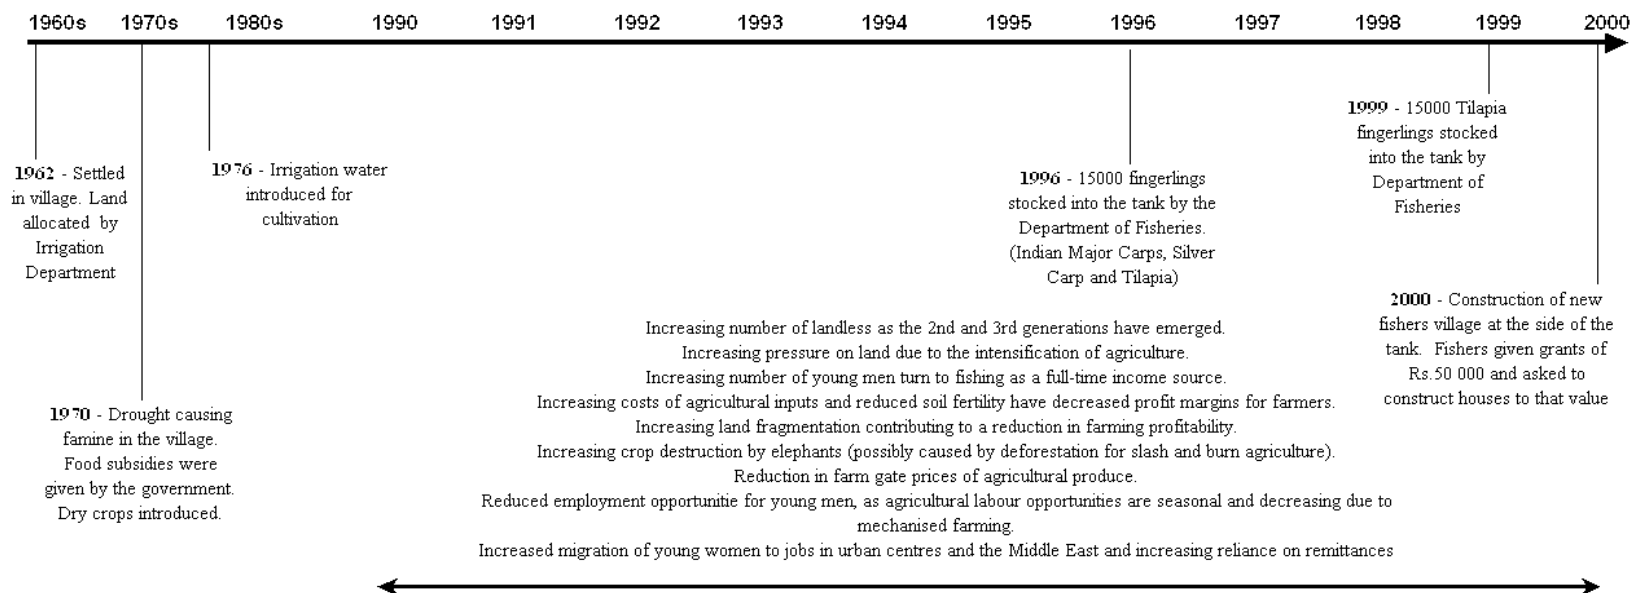 1960s 1970s 1980s 1990 1991 1992 1993 1994 1995 1996 1997 1998 1999 2000
1962 - Settled
in village. Land
allocated by
Irrigation
Department
1970 - Drought causing
famine in the village.
Food subsidies were
given by the government.
Dry crops introduced.
1976 - Irrigation water
introduced for
cultivation
1996 - 15000 fingerlings
stocked into the tank by the
Department of Fisheries.
(Indian Major Carps, Silver
Carp and Tilapia)
1999 - 15000 Tilapia
fingerlings stocked
into the tank by
Department of
Fisheries
2000 - Construction of new
fishers village at the side of the
tank. Fishers given grants of
Rs.50 000 and asked to
construct houses to that value
Increasing number of landless as the 2nd and 3rd generations have emerged.
Increasing pressure on land due to the intensification of agriculture.
Increasing number of young men turn to fishing as a full-time income source.
Increasing costs of agricultural inputs and reduced soil fertility have decreased profit margins for farmers.
Increasing land fragmentation contributing to a reduction in farming profitability.
Increasing crop destruction by elephants (possibly caused by deforestation for slash and burn agriculture).
Reduction in farm gate prices of agricultural produce.
Reduced employment opportunitie for young men, as agricultural labour opportunities are seasonal and decreasing due to
mechanised farming.
Increased migration of young women to jobs in urban centres and the Middle East and increasing reliance on remittances